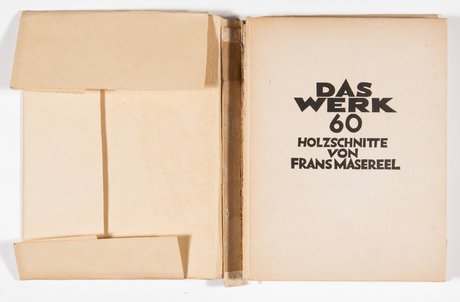 DAS
WERK
60
HOLZSCHNITTE
VON
FRANS MASEREEL